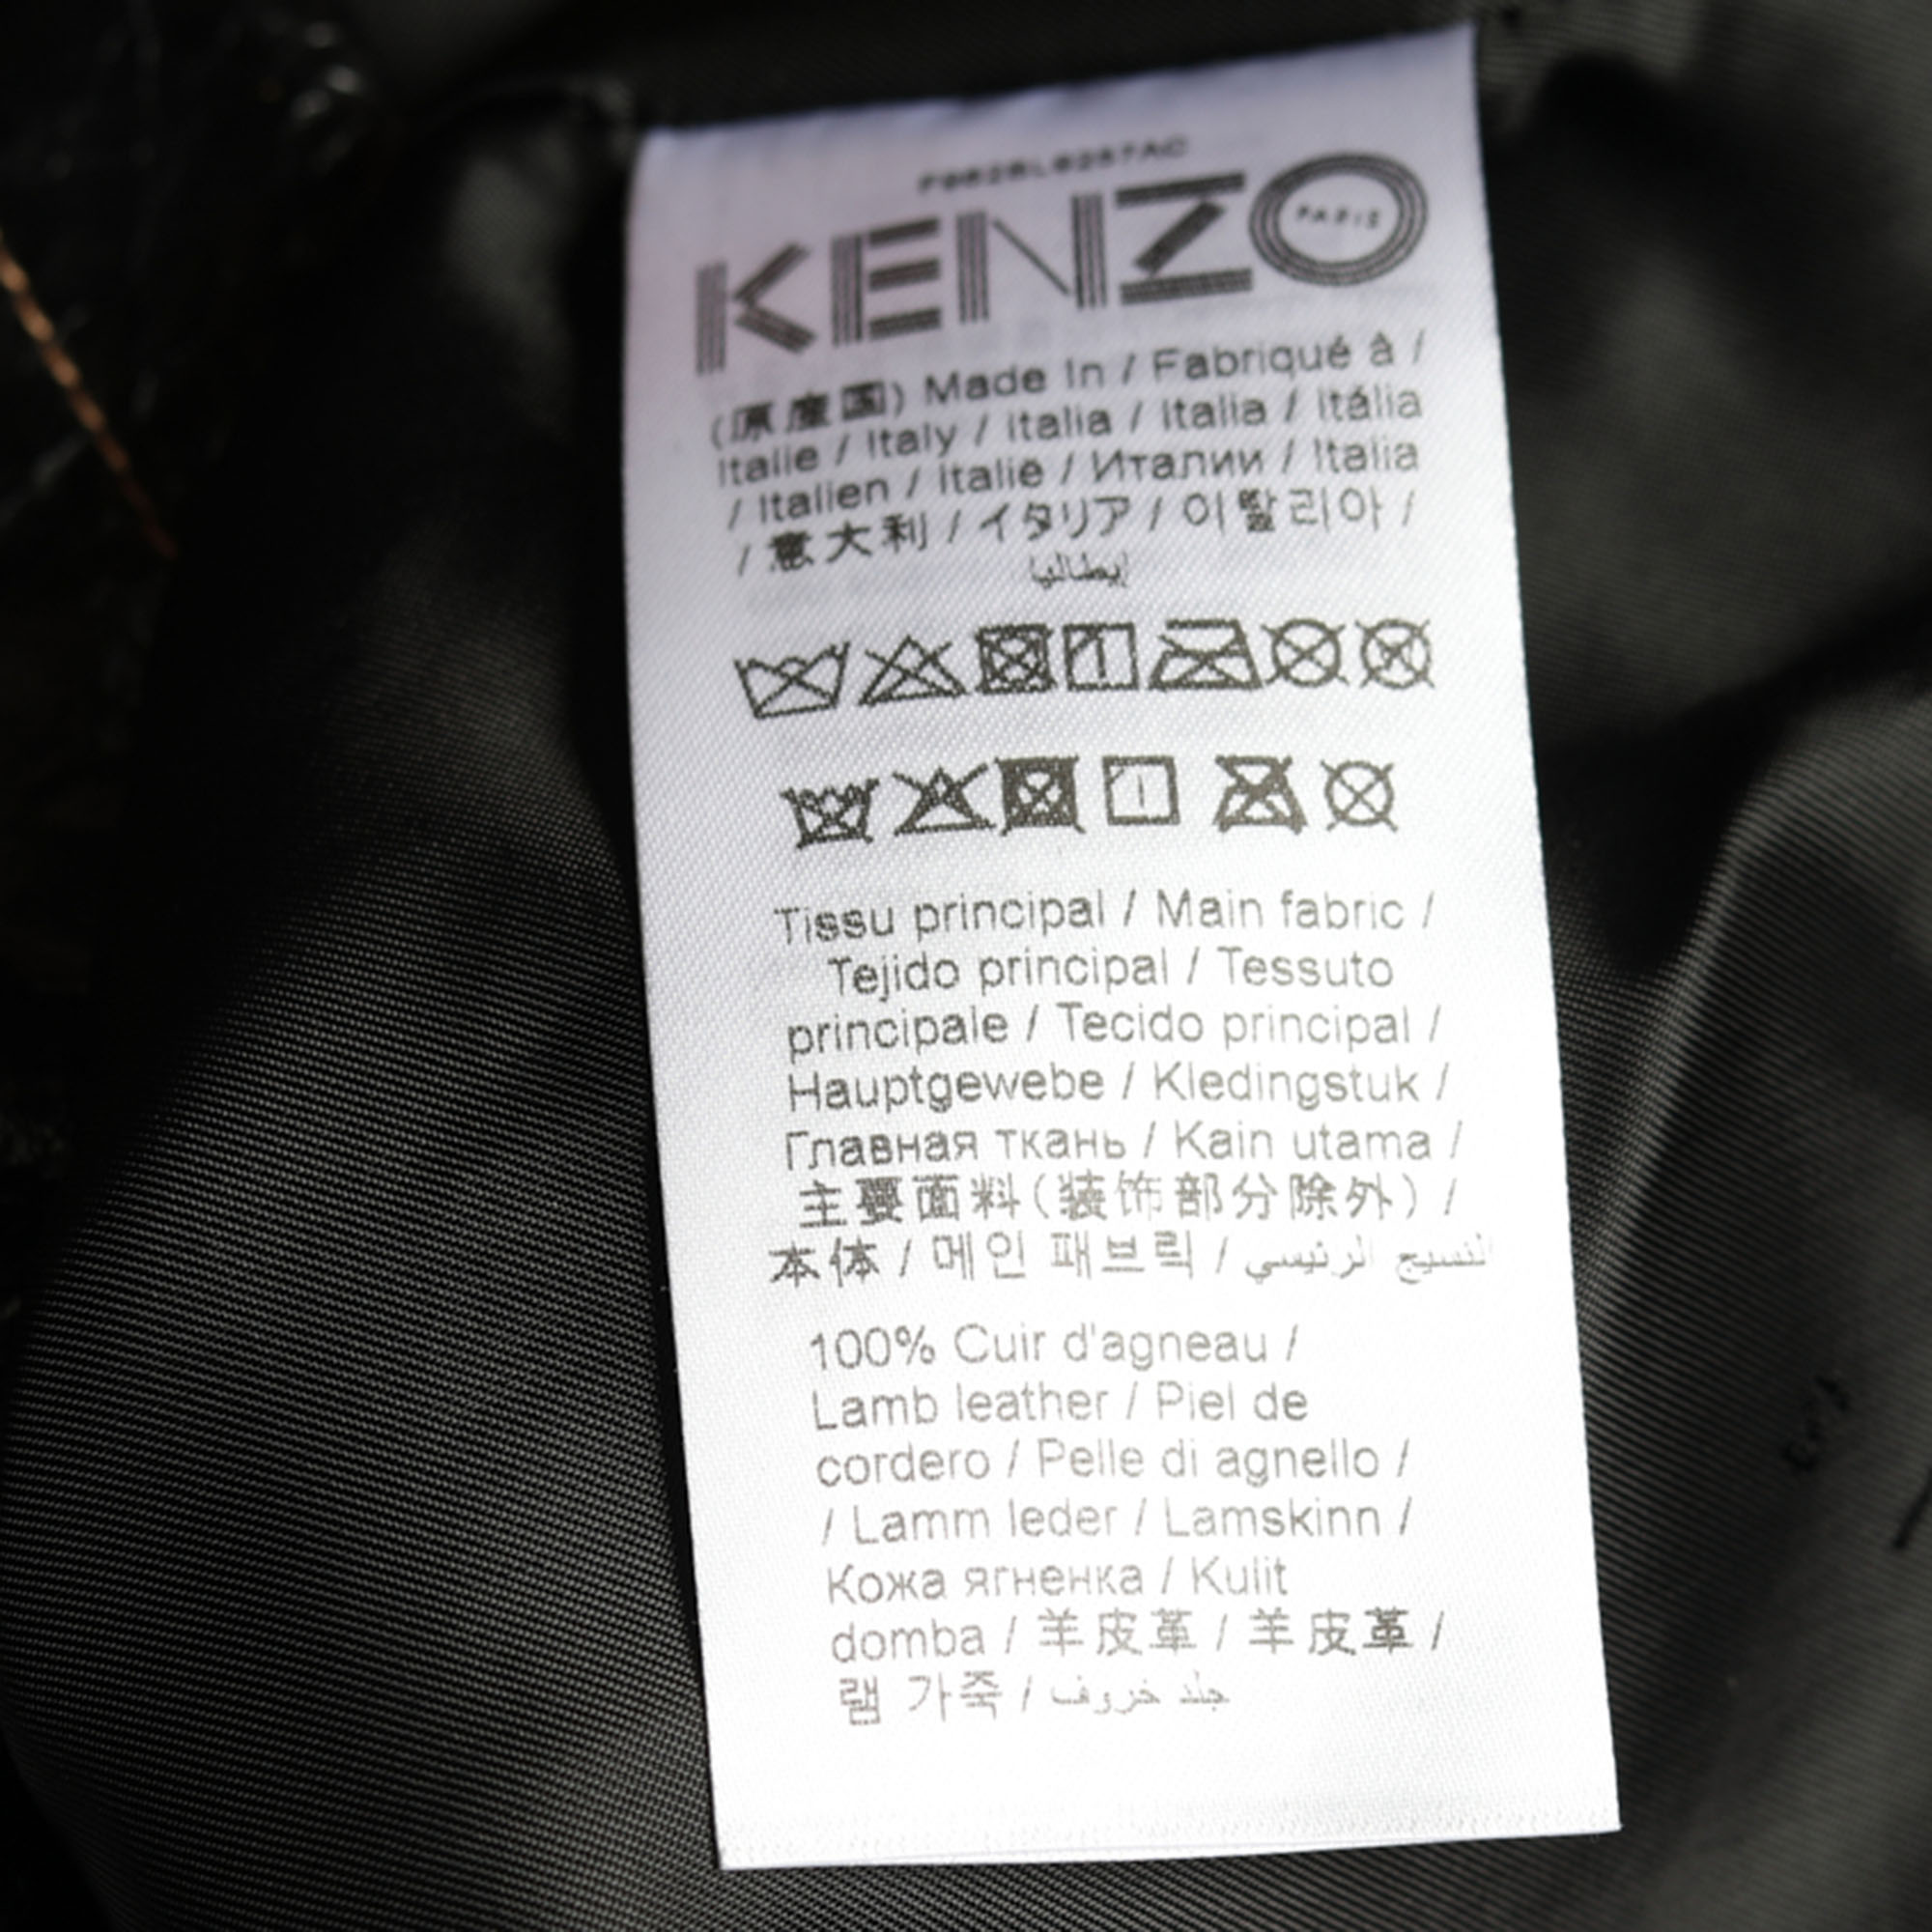 KENZO
PARIS
(原産国) Made In / Fabriqué à /
Italie / Italy / Italia / Italia / Itália
/ Italien / Italië / Италии / Italia
/ 意大利 / イタリア / 이탈리아 /
إيطاليا
Tissu principal / Main fabric /
Tejido principal / Tessuto
principale / Tecido principal /
Hauptgewebe / Kledingstuk /
Главная ткань / Kain utama /
主要面料(装饰部分除外) /
本体 / 메인 패브릭 / النسيج الرئيسي
100% Cuir d'agneau /
Lamb leather / Piel de
cordero / Pelle di agnello /
/ Lamm leder / Lamskinn /
Кожа ягненка / Kulit
domba / 羊皮革 / 羊皮革 /
램 가죽 / جلد خروف